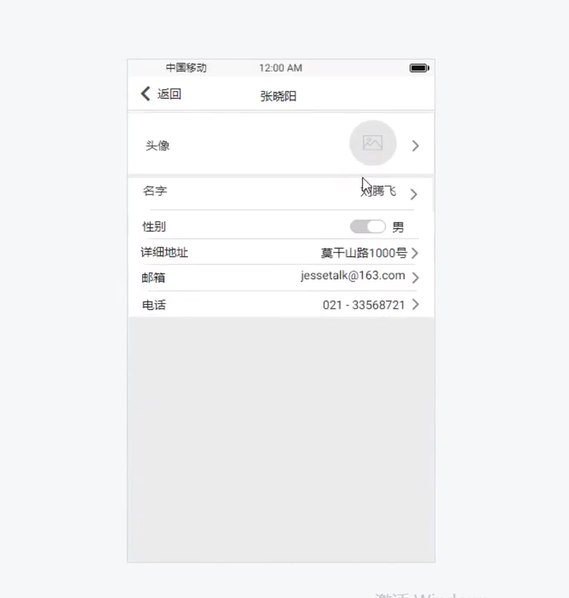 中国移动 12:00 AM
返回 张晓阳
头像
名字 刘腾飞
性别 男
详细地址 莫干山路1000号
邮箱 jessetalk@163.com
电话 021 - 33568721
激活 Windows